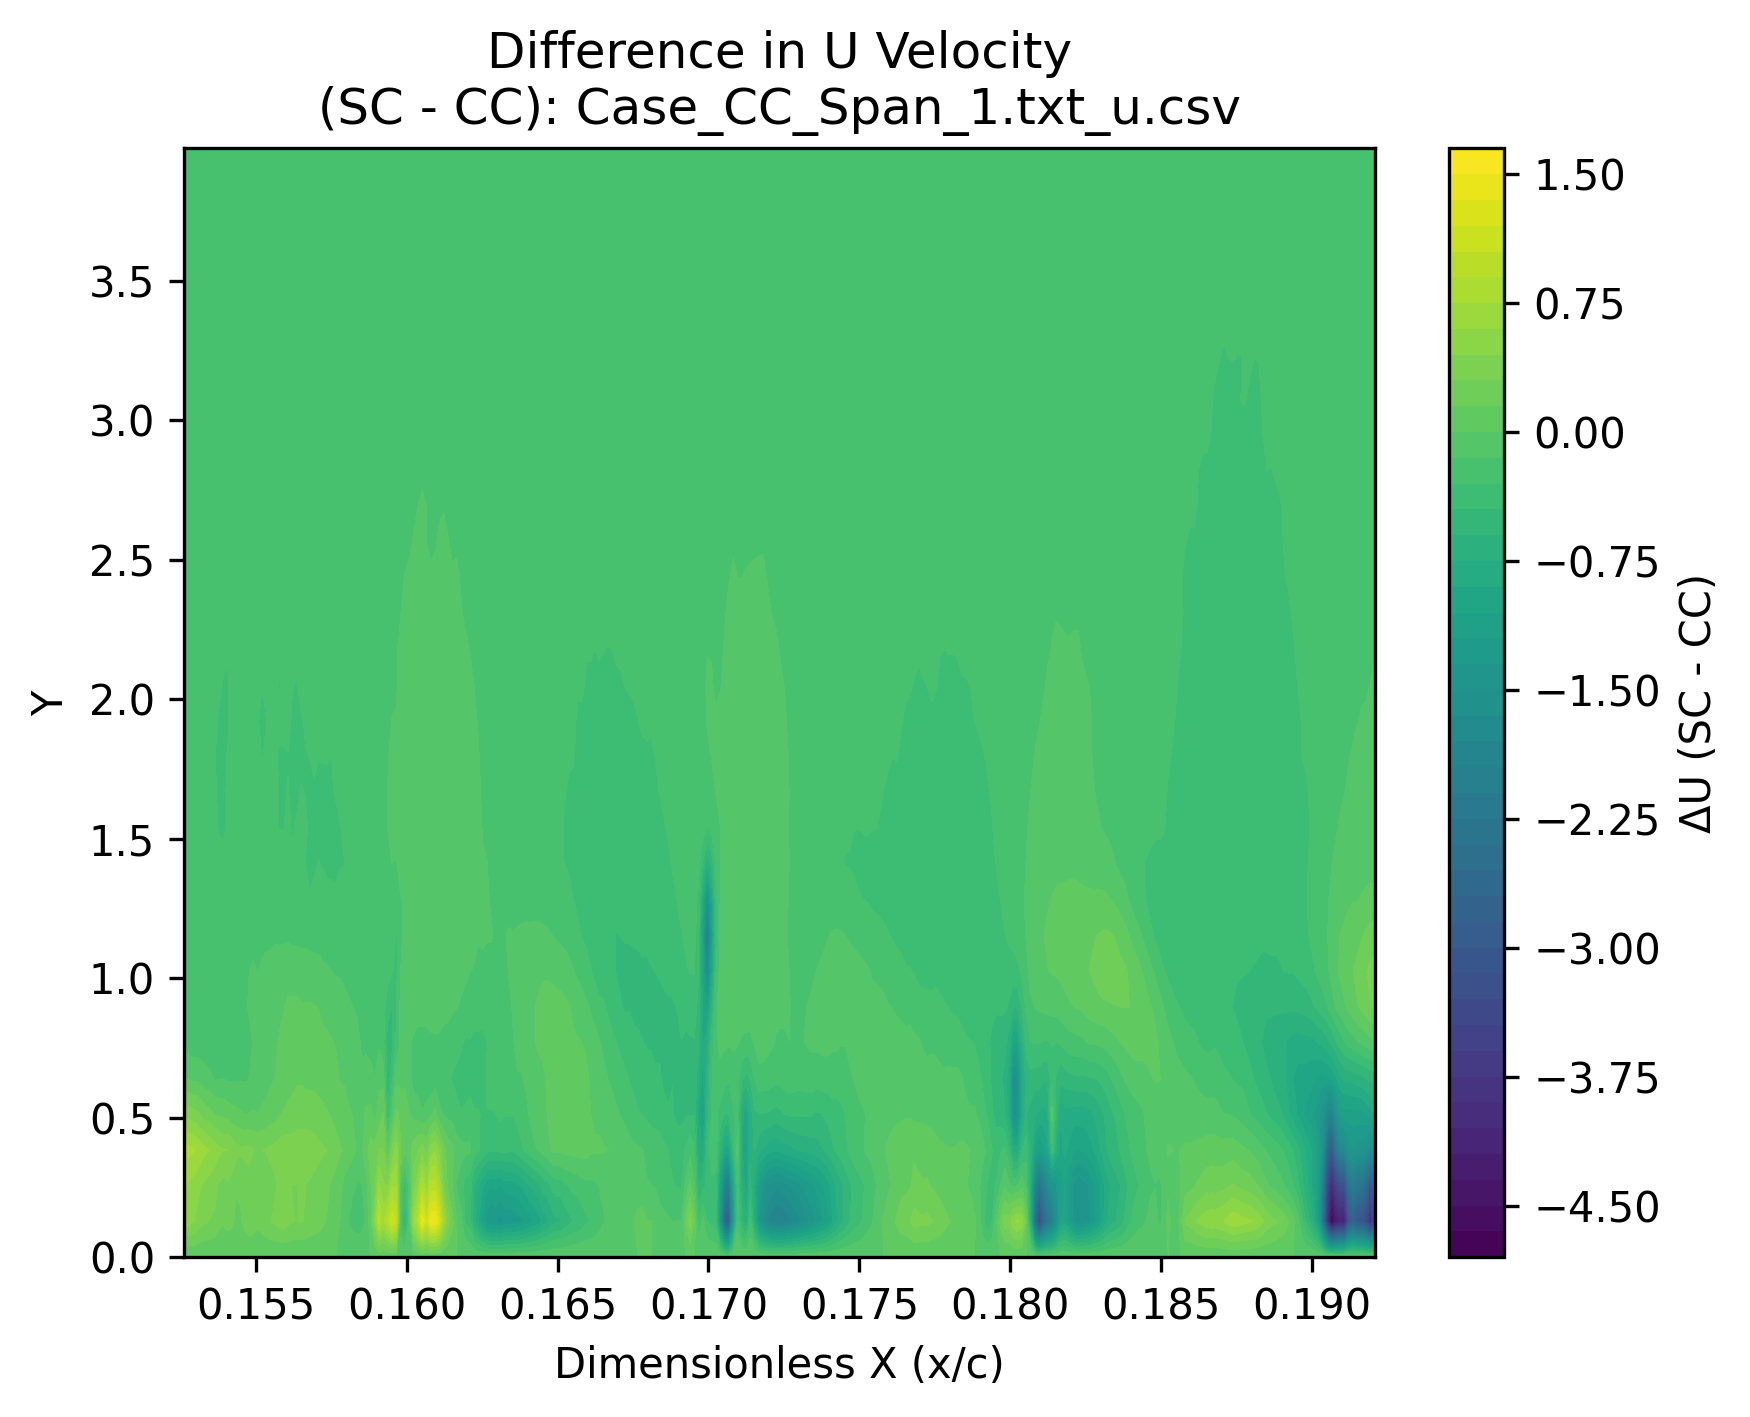 Difference in U Velocity
(SC - CC): Case_CC_Span_1.txt_u.csv
Y
3.5
3.0
2.5
2.0
1.5
1.0
0.5
0.0
0.155 0.160 0.165 0.170 0.175 0.180 0.185 0.190
Dimensionless X (x/c)
1.50
0.75
0.00
−0.75
−1.50
−2.25
−3.00
−3.75
−4.50
ΔU (SC - CC)